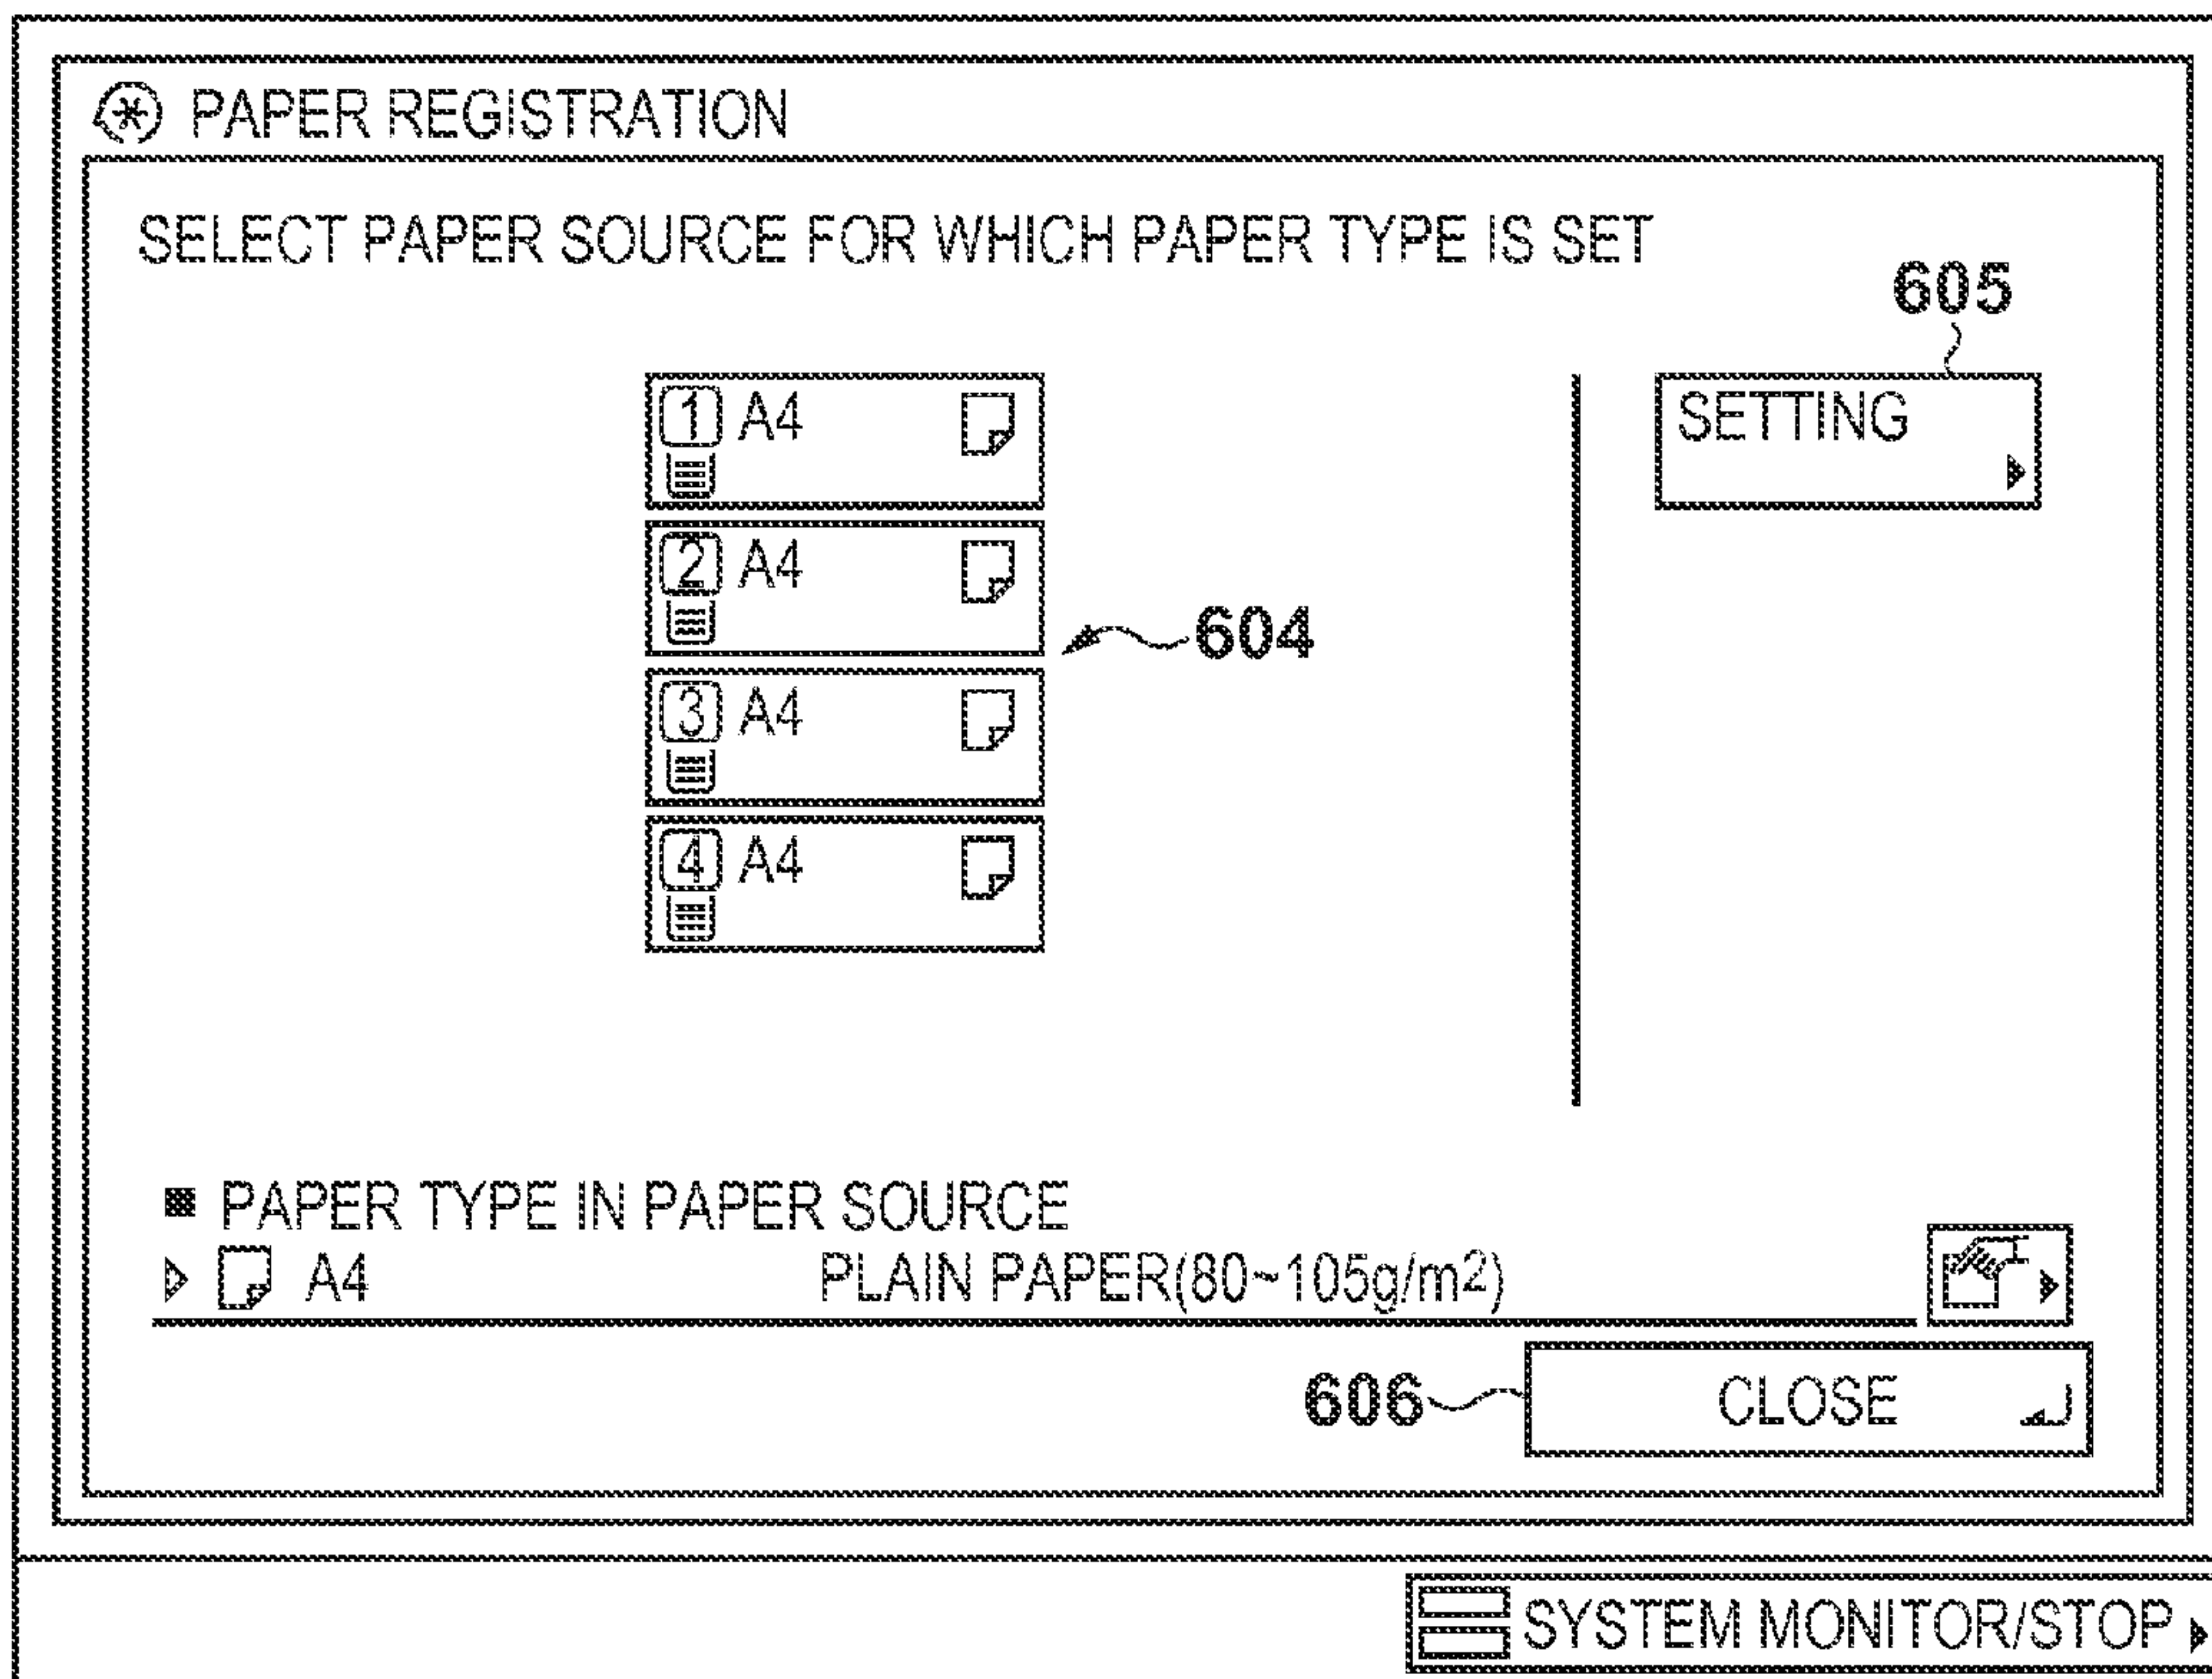 PAPER REGISTRATION
SELECT PAPER SOURCE FOR WHICH PAPER TYPE IS SET
605
1 A4
SETTING
2 A4
604
3 A4
4 A4
PAPER TYPE IN PAPER SOURCE
A4 PLAIN PAPER(80~105g/m2)
606 CLOSE
SYSTEM MONITOR/STOP